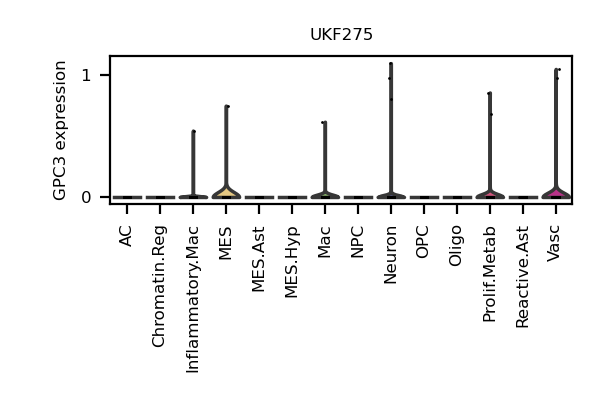 UKF275
GPC3 expression
1
0
AC
Chromatin.Reg
Inflammatory.Mac
MES
MES.Ast
MES.Hyp
Mac
NPC
Neuron
OPC
Oligo
Prolif.Metab
Reactive.Ast
Vasc